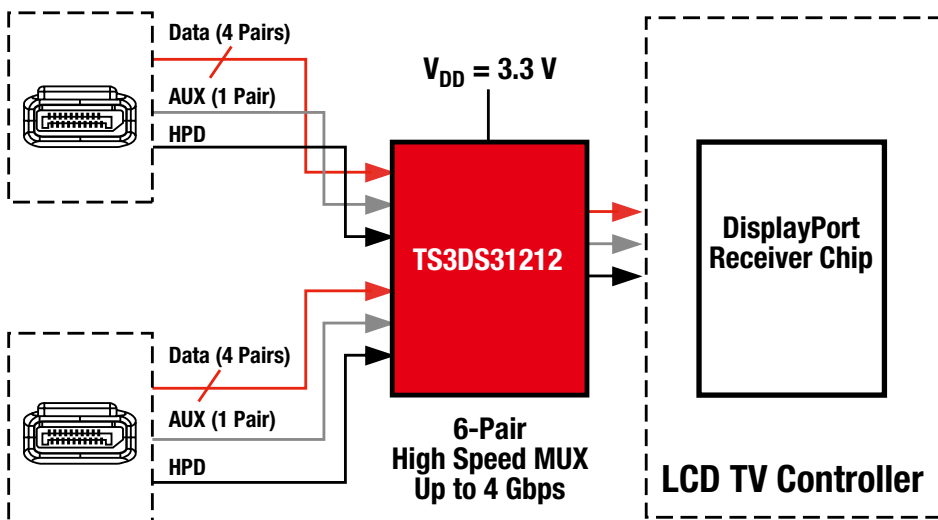 Data (4 Pairs)
AUX (1 Pair)
HPD
VDD = 3.3 V
TS3DS31212
DisplayPort
Receiver Chip
Data (4 Pairs)
AUX (1 Pair)
HPD
6-Pair
High Speed MUX
Up to 4 Gbps
LCD TV Controller